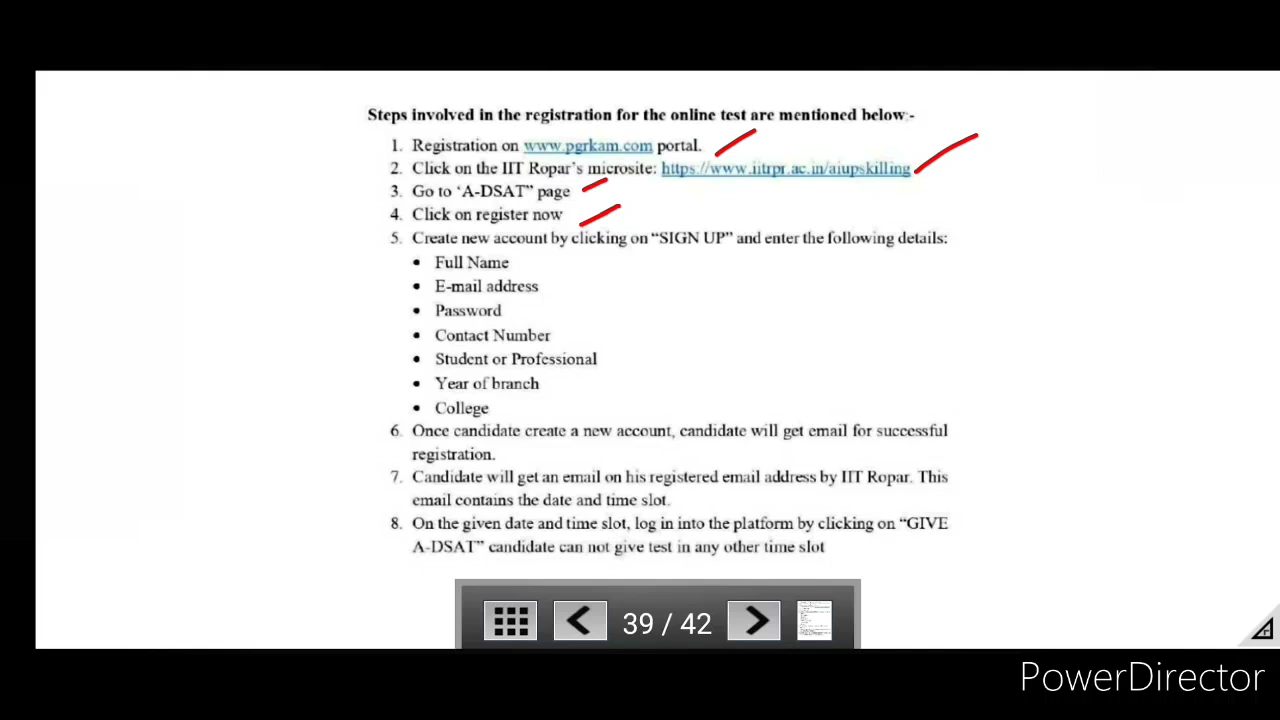 Steps involved in the registration for the online test are mentioned below:-
1. Registration on www.pgrkam.com portal.
2. Click on the IIT Ropar's microsite: https://www.iitrpr.ac.in/aiupskilling
3. Go to 'A-DSAT" page
4. Click on register now
5. Create new account by clicking on "SIGN UP" and enter the following details:
• Full Name
• E-mail address
• Password
• Contact Number
• Student or Professional
• Year of branch
• College
6. Once candidate create a new account, candidate will get email for successful
registration.
7. Candidate will get an email on his registered email address by IIT Ropar. This
email contains the date and time slot.
8. On the given date and time slot, log in into the platform by clicking on "GIVE
A-DSAT" candidate can not give test in any other time slot
39 / 42
PowerDirector